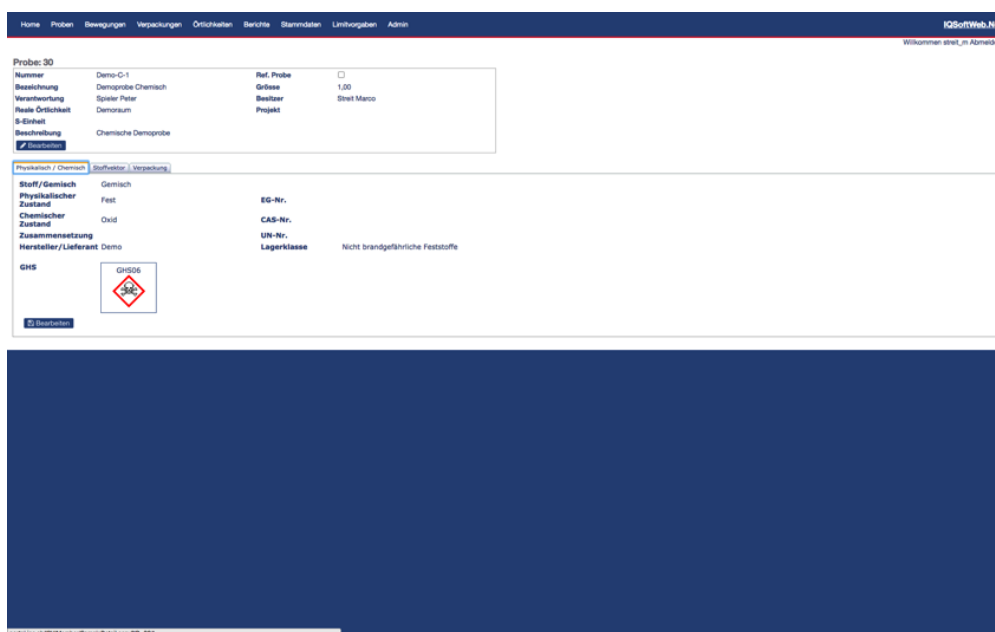 Home Proben Bewegungen Verpackungen Örtlichkeiten Berichte Stammdaten Limitvorgaben Admin IQSoftWeb.N
Willkommen streit_m Abmeld
Probe: 30
Nummer Demo-C-1 Ref. Probe
Bezeichnung Demoprobe Chemisch Grösse 1,00
Verantwortung Spieler Peter Besitzer Streit Marco
Reale Örtlichkeit Demoraum Projekt
S-Einheit
Beschreibung Chemische Demoprobe
Bearbeiten
Physikalisch / Chemisch Stoffvektor Verpackung
Stoff/Gemisch Gemisch
Physikalischer Zustand Fest EG-Nr.
Chemischer Zustand Oxid CAS-Nr.
Zusammensetzung UN-Nr.
Hersteller/Lieferant Demo Lagerklasse Nicht brandgefährliche Feststoffe
GHS GHS06
Bearbeiten